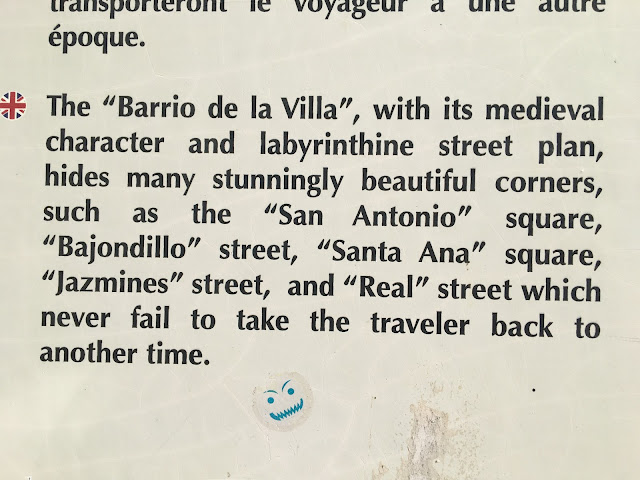 transporteront le voyageur à une autre
époque.
The “Barrio de la Villa”, with its medieval
character and labyrinthine street plan,
hides many stunningly beautiful corners,
such as the “San Antonio” square,
“Bajondillo” street, “Santa Ana” square,
“Jazmines” street, and “Real” street which
never fail to take the traveler back to
another time.